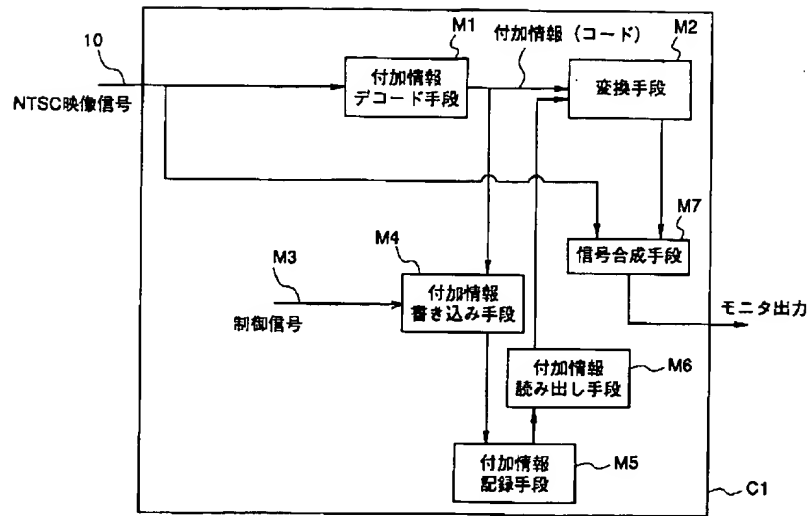 M1
付加情報（コード）
M2
10
NTSC映像信号
付加情報
デコード手段
変換手段
M7
M4
信号合成手段
M3
付加情報
書き込み手段
制御信号
モニタ出力
付加情報
読み出し手段
M6
付加情報
記録手段
M5
C1